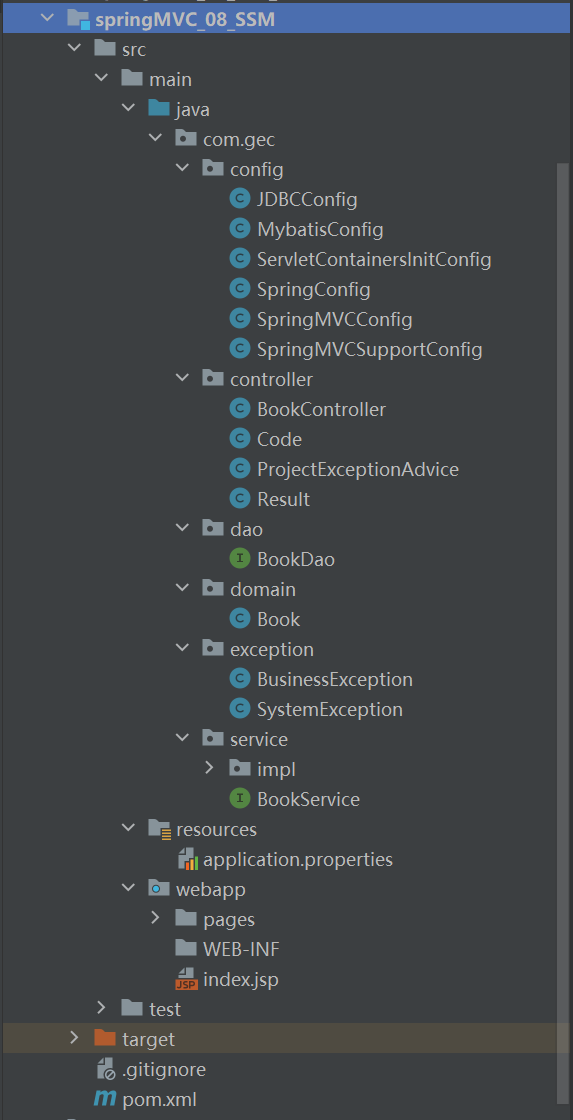 springMVC_08_SSM
src
main
java
com.gec
config
JDBCConfig
MybatisConfig
ServletContainersInitConfig
SpringConfig
SpringMVCConfig
SpringMVCSupportConfig
controller
BookController
Code
ProjectExceptionAdvice
Result
dao
BookDao
domain
Book
exception
BusinessException
SystemException
service
impl
BookService
resources
application.properties
webapp
pages
WEB-INF
index.jsp
test
target
.gitignore
pom.xml